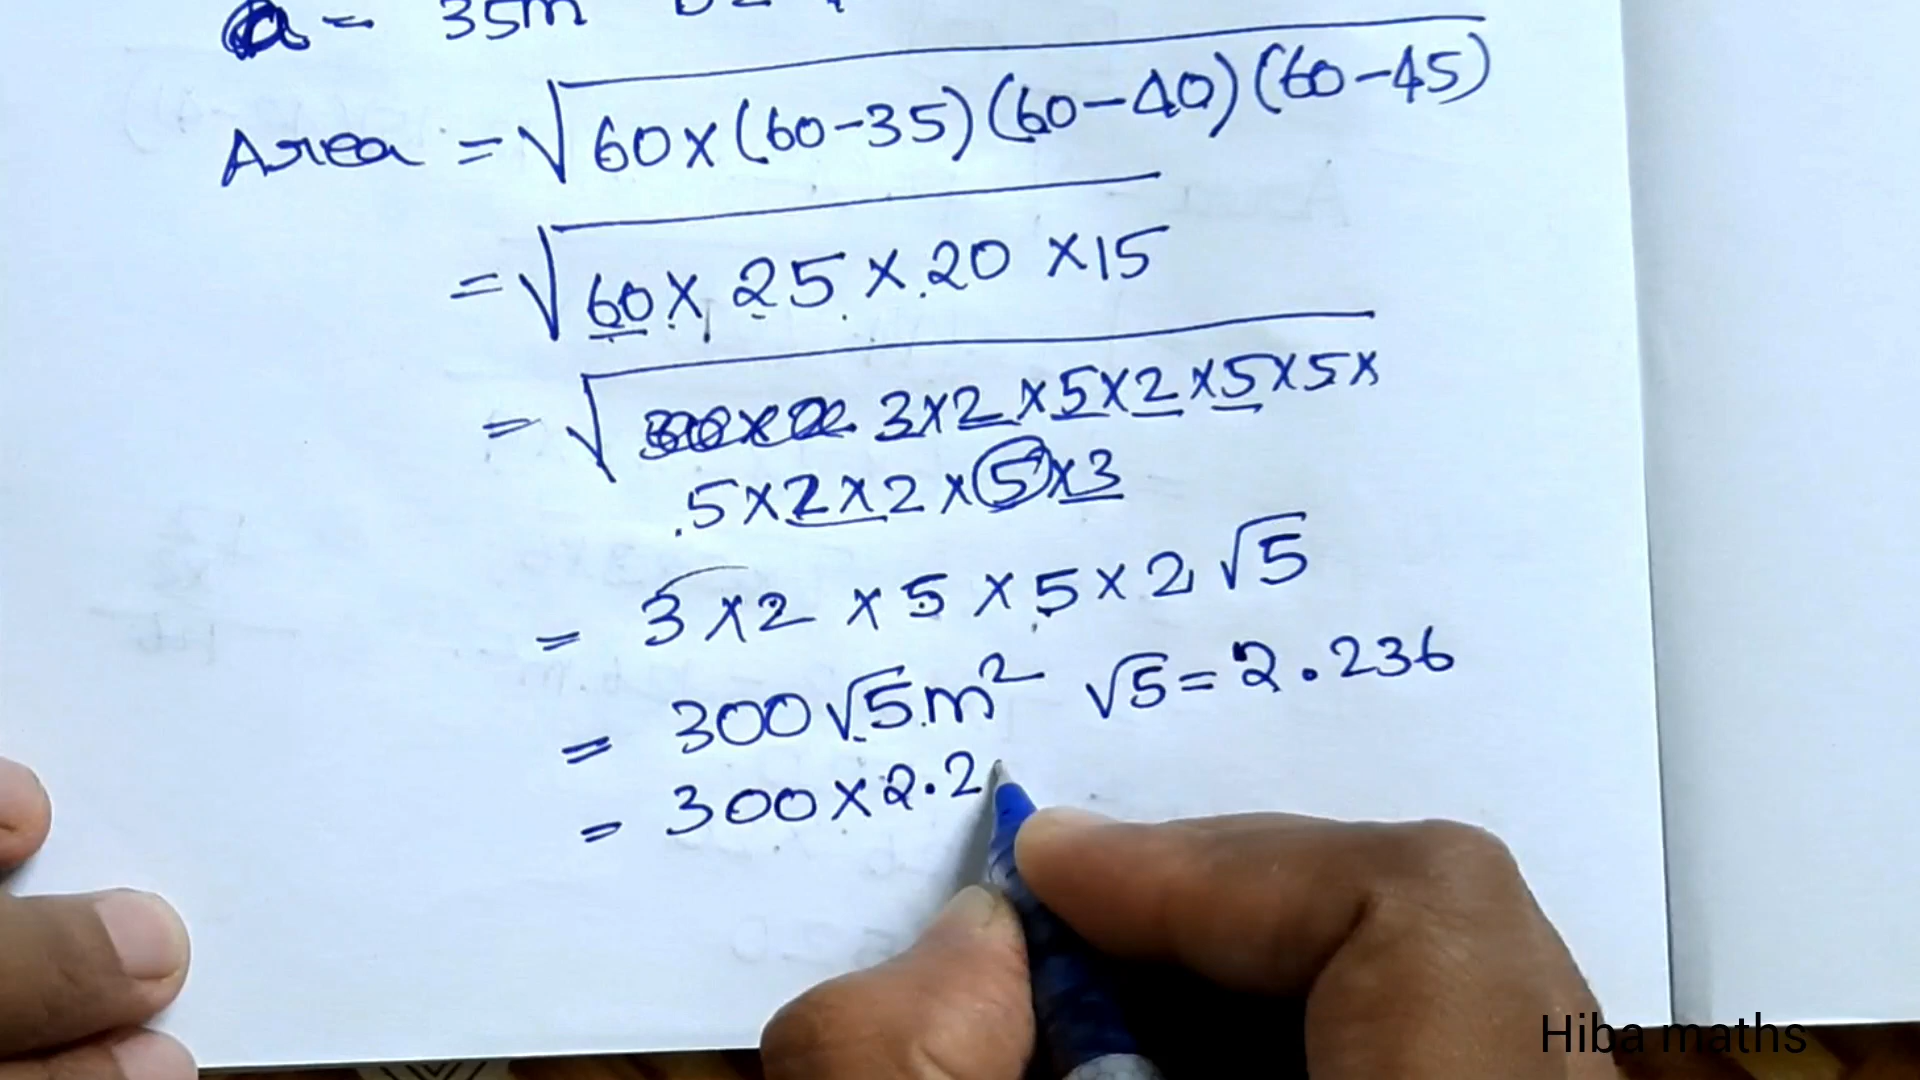 a = 35m
Area = √60×(60-35)(60-40)(60-45)
= √60× 25 × 20 ×15
= √3×2×5×2×5×5×
5×2×2×5×3
= 3×2×5×5×2√5
= 300√5m² √5=2.236
= 300×2.2
Hiba maths